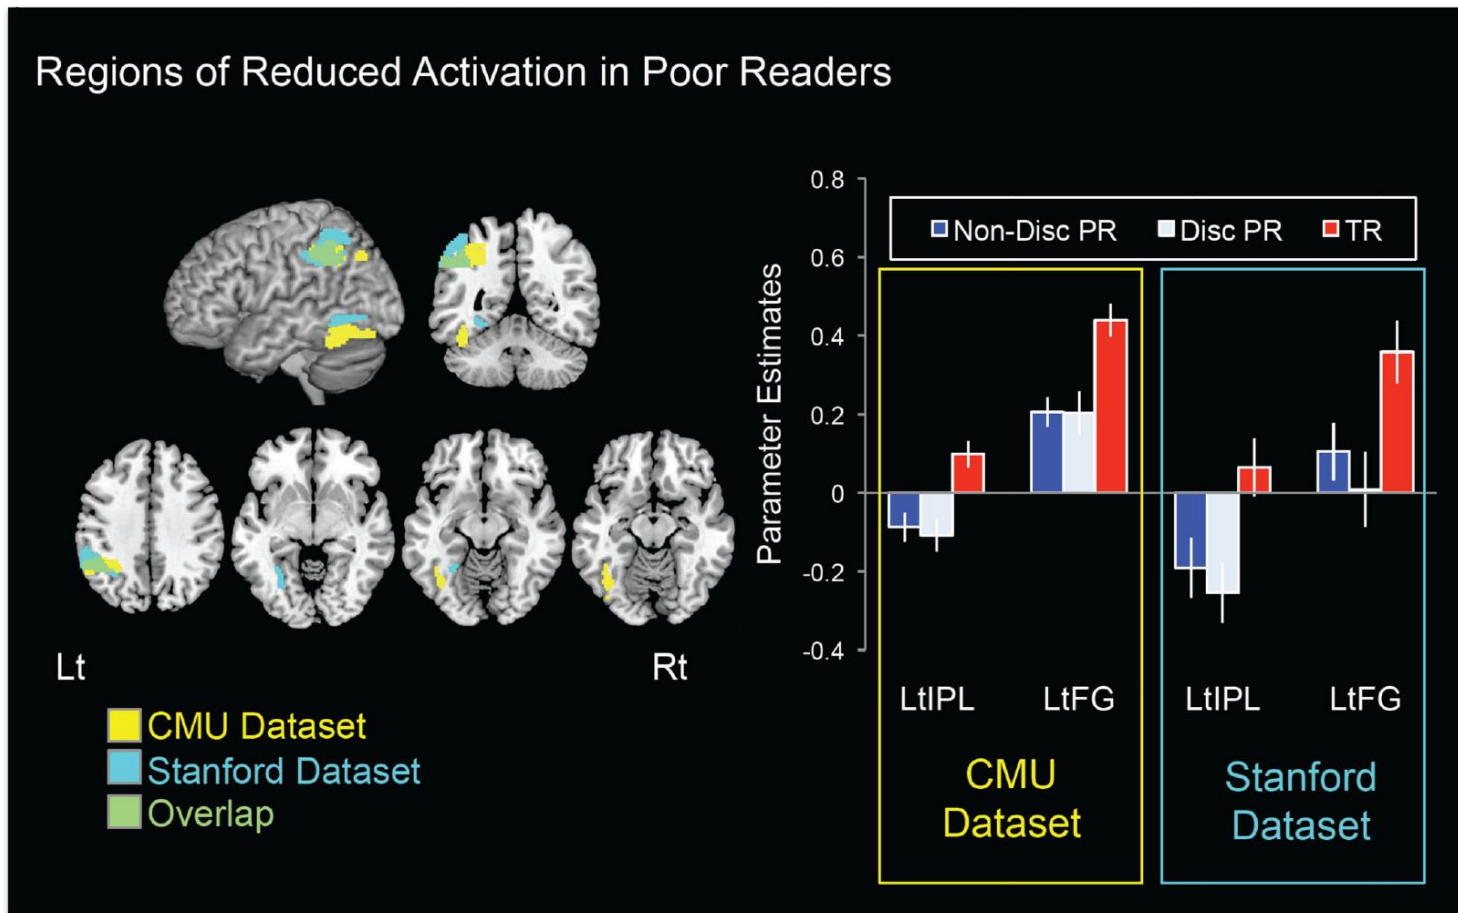 Regions of Reduced Activation in Poor Readers
Lt
Rt
CMU Dataset
Stanford Dataset
Overlap
Parameter Estimates
0.8
0.6
0.4
0.2
0
-0.2
-0.4
Non-Disc PR
Disc PR
TR
LtIPL
LtFG
LtIPL
LtFG
CMU
Dataset
Stanford
Dataset